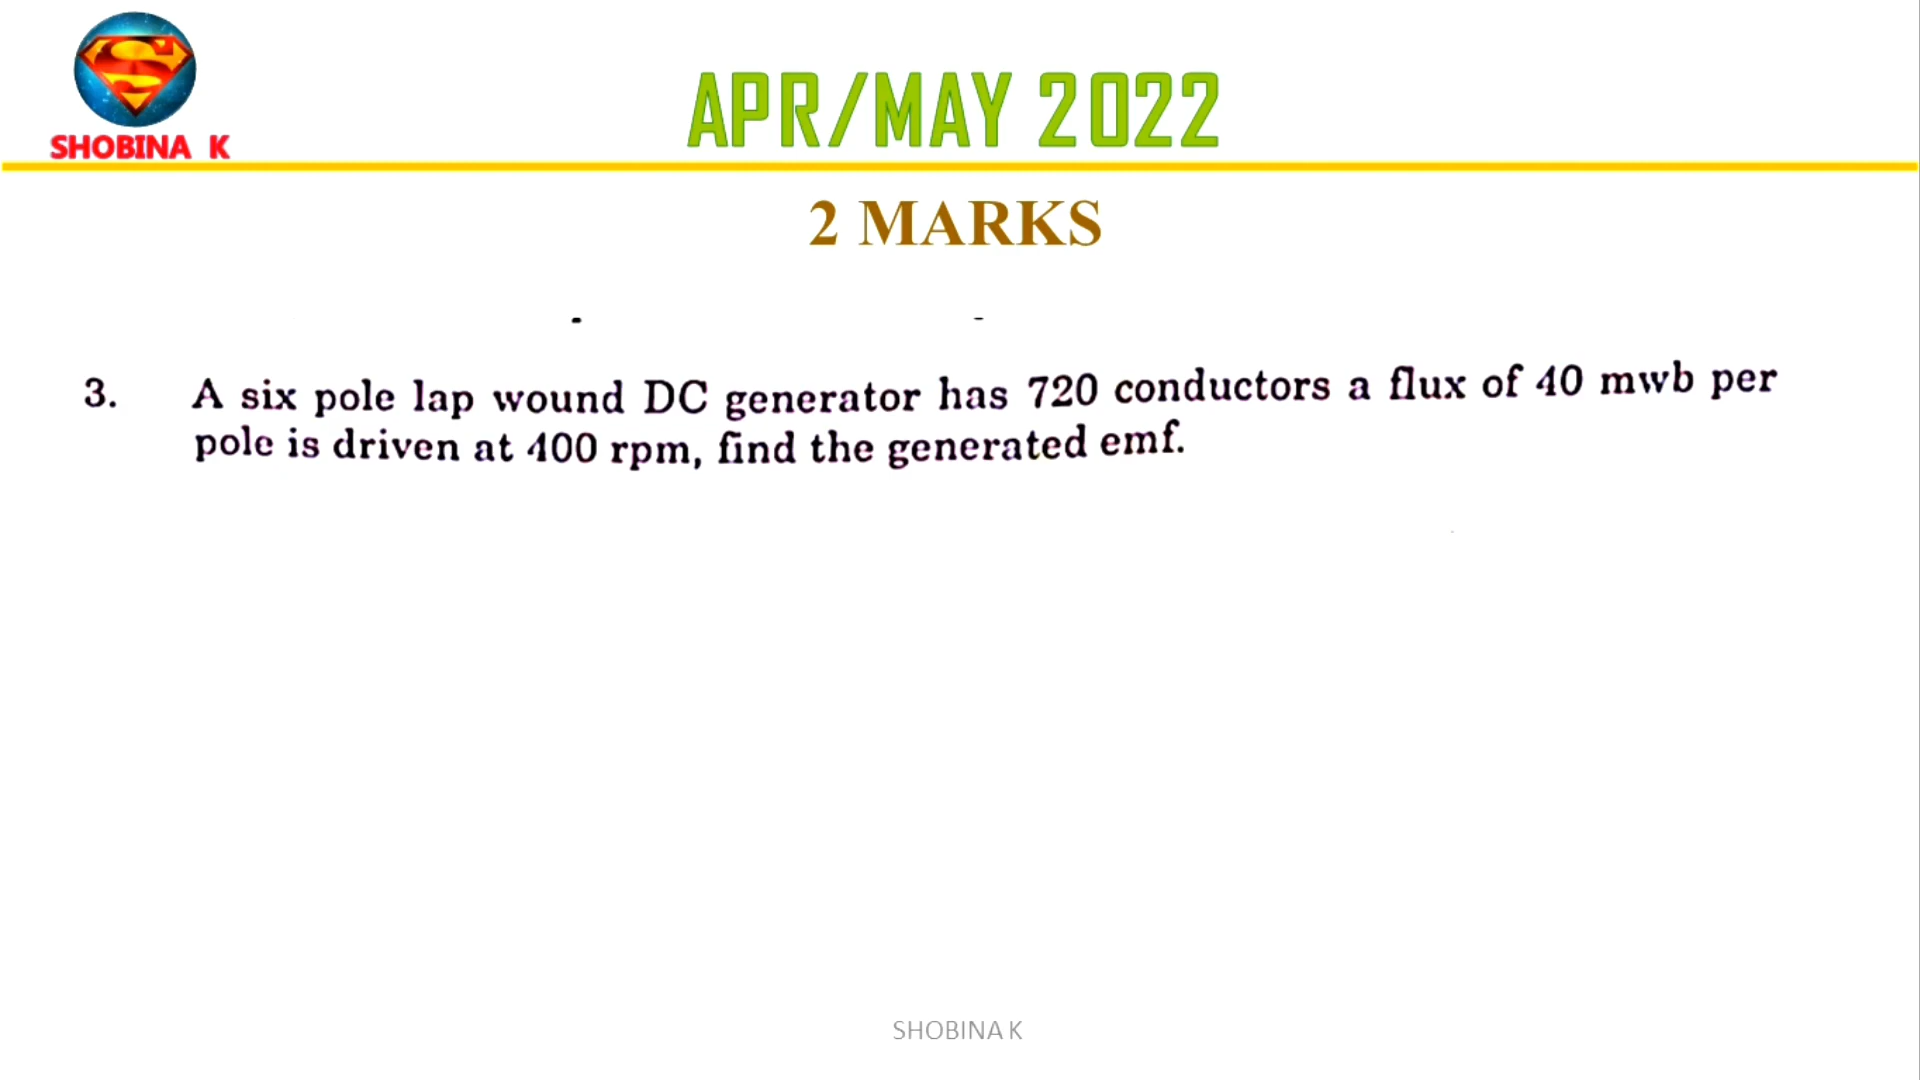 SHOBINA K
APR/MAY 2022
2 MARKS
3. A six pole lap wound DC generator has 720 conductors a flux of 40 mwb per
pole is driven at 400 rpm, find the generated emf.
SHOBINA K